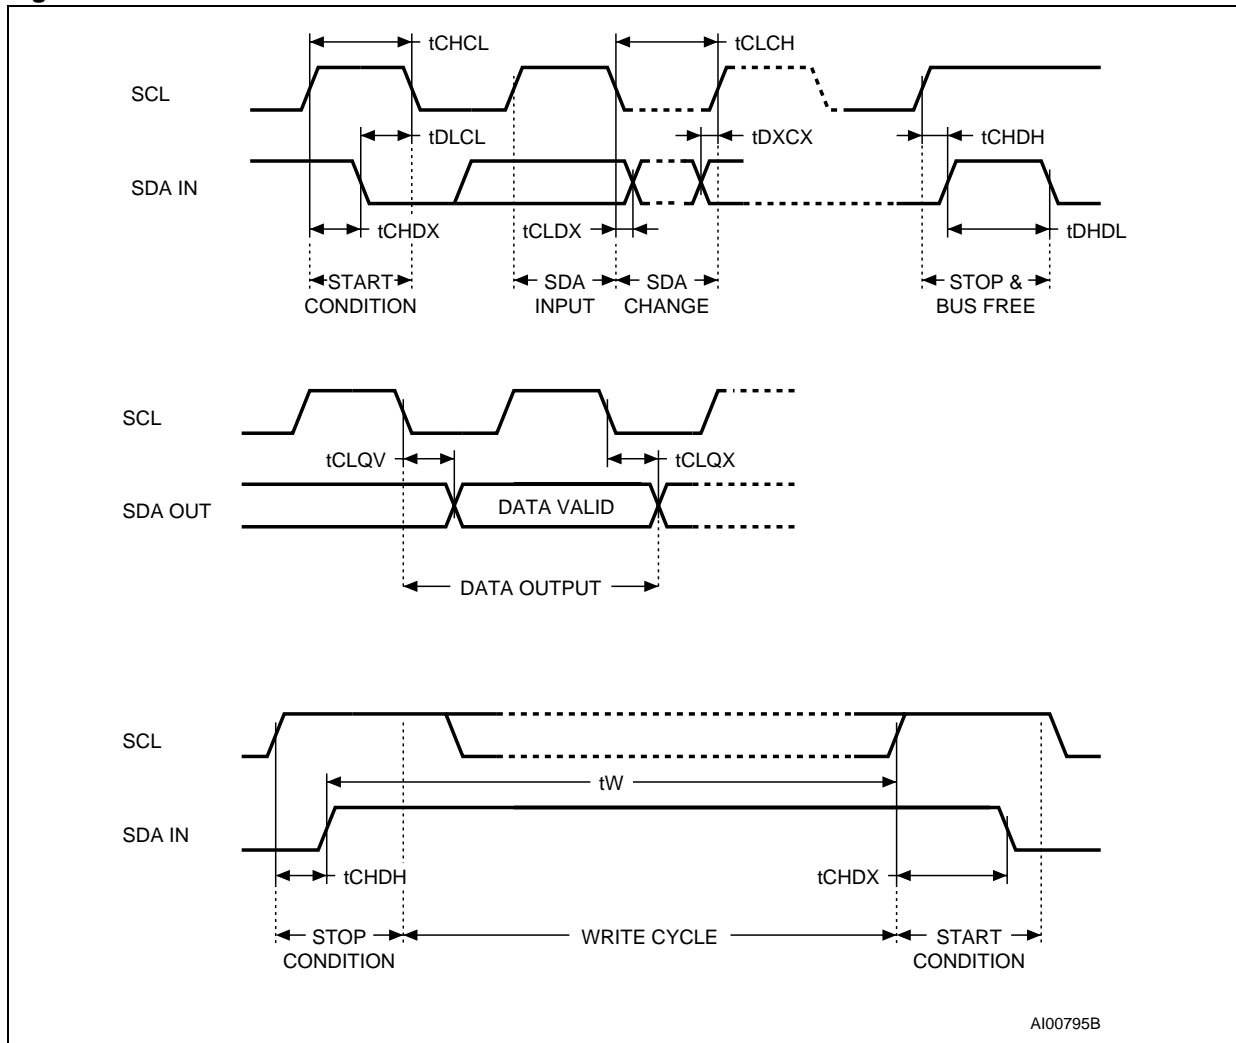 tCHCL
tCLCH
SCL
tDLCL
tDXCX
tCHDH
SDA IN
tCHDX
tCLDX
tDHDL
START
CONDITION
SDA
INPUT
SDA
CHANGE
STOP &
BUS FREE
SCL
tCLQV
tCLQX
SDA OUT
DATA VALID
DATA OUTPUT
SCL
tW
SDA IN
tCHDH
tCHDX
STOP
CONDITION
WRITE CYCLE
START
CONDITION
AI00795B